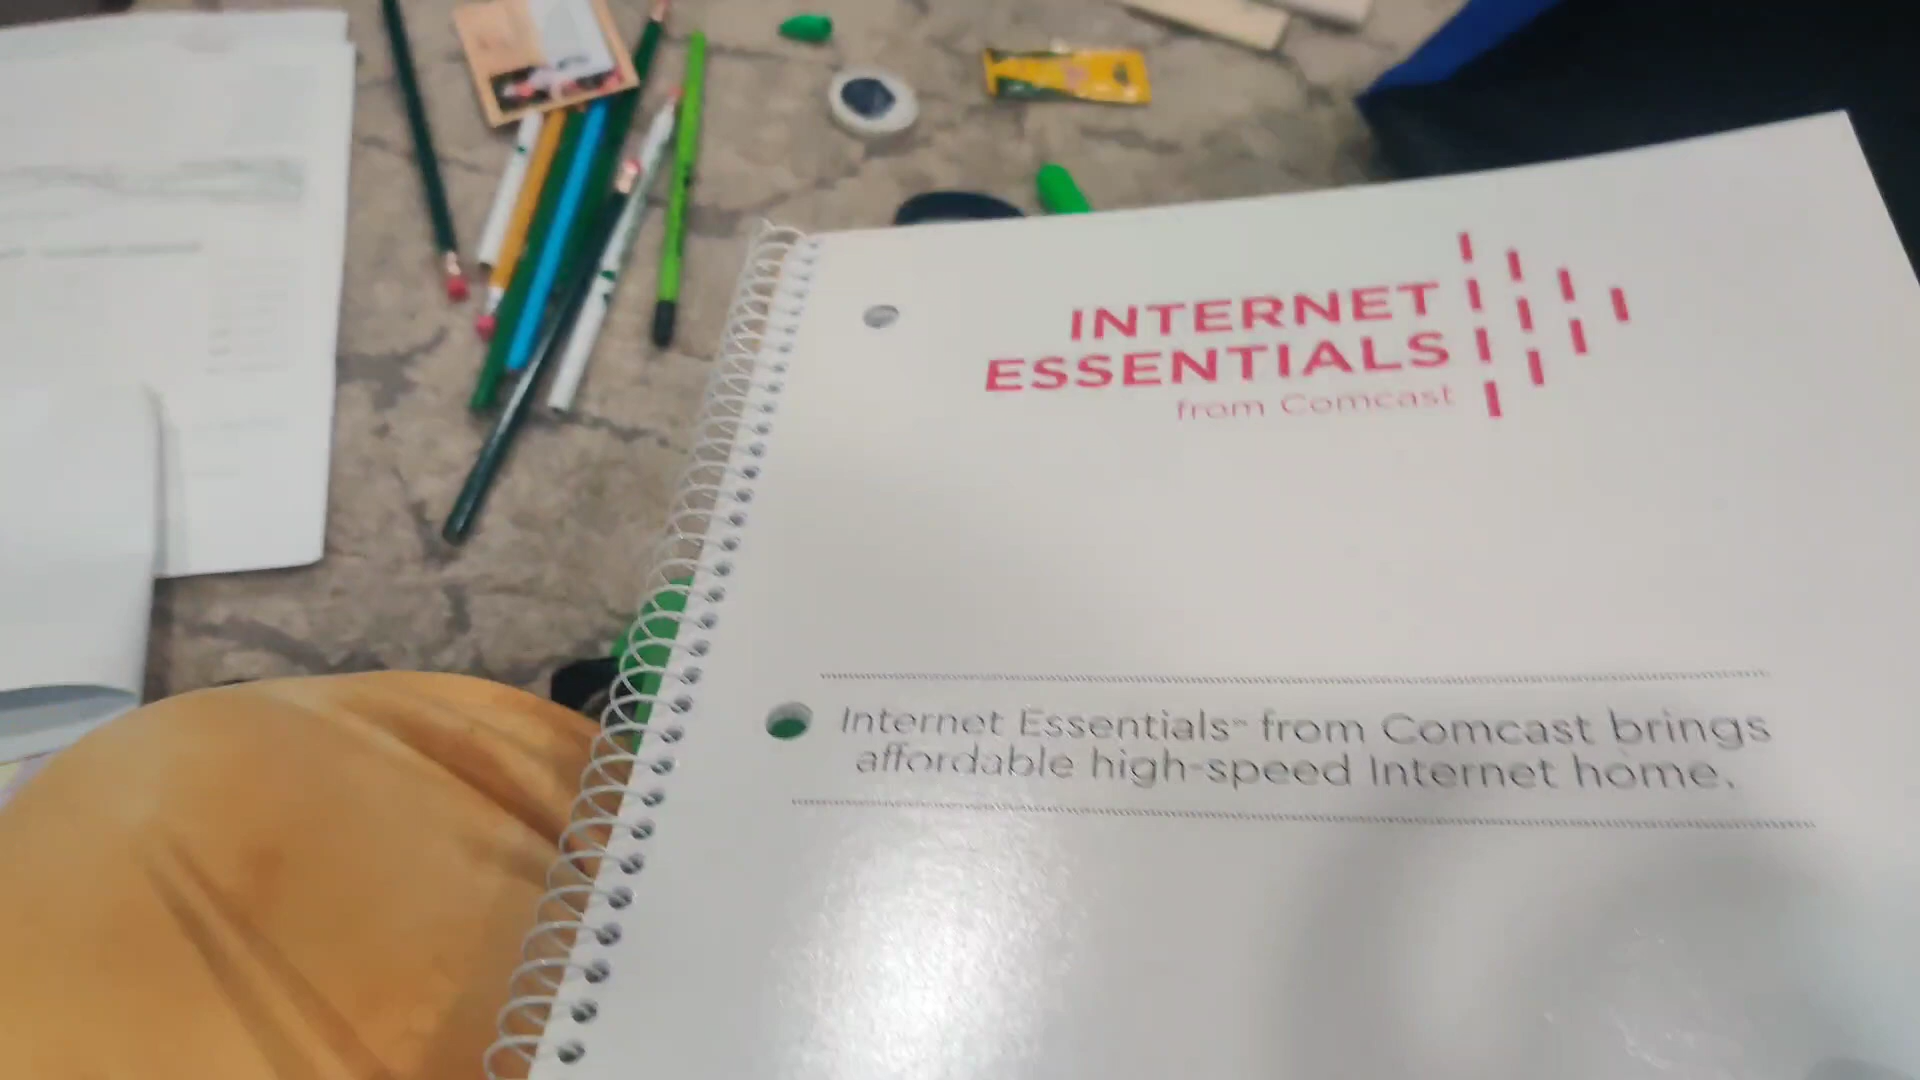 INTERNET
ESSENTIALS
from Comcast
Internet Essentials℠ from Comcast brings
affordable high-speed Internet home.